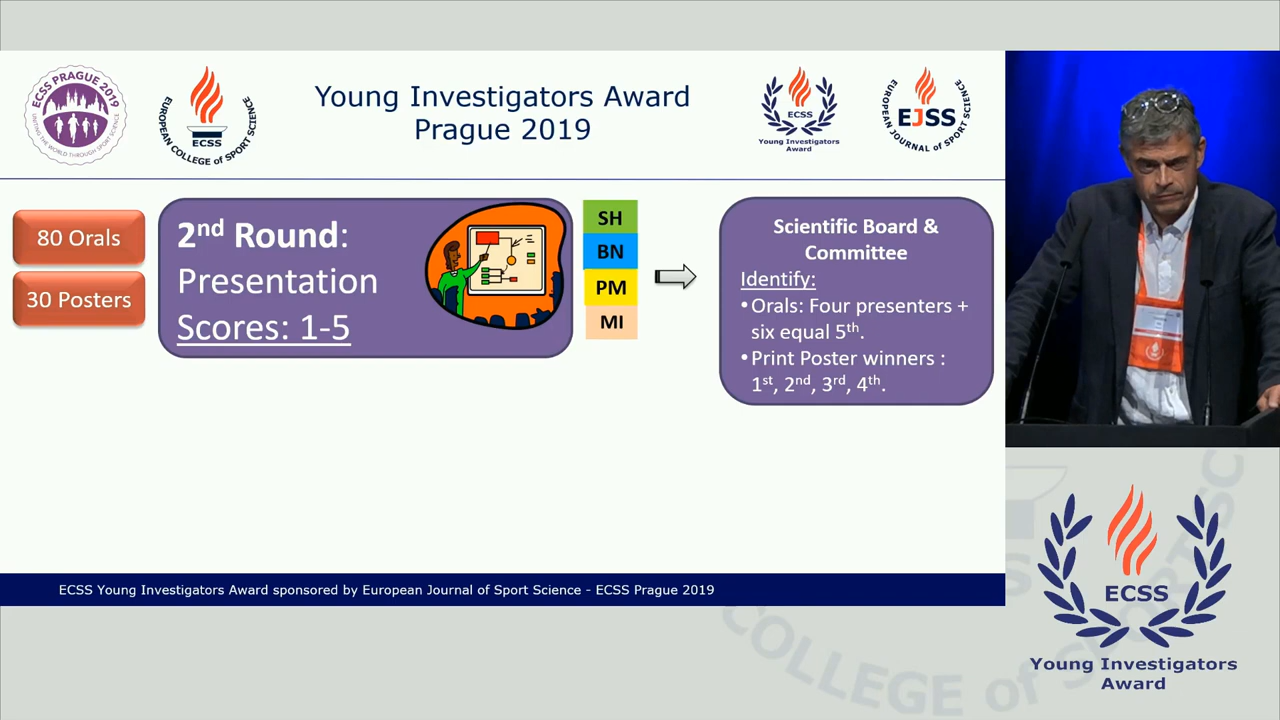 ECSS PRAGUE 2019
UNITING THE WORLD THROUGH SPORT SCIENCE
EUROPEAN COLLEGE OF SPORT SCIENCE
ECSS
Young Investigators Award
Prague 2019
ECSS
Young Investigators
Award
EUROPEAN JOURNAL OF SPORT SCIENCE
EJSS
80 Orals
30 Posters
2nd Round:
Presentation
Scores: 1-5
SH
BN
PM
MI
Scientific Board &
Committee
Identify:
•Orals: Four presenters +
six equal 5th.
•Print Poster winners :
1st, 2nd, 3rd, 4th.
ECSS Young Investigators Award sponsored by European Journal of Sport Science - ECSS Prague 2019
ECSS
Young Investigators
Award
COLLEGE of SPORT SC